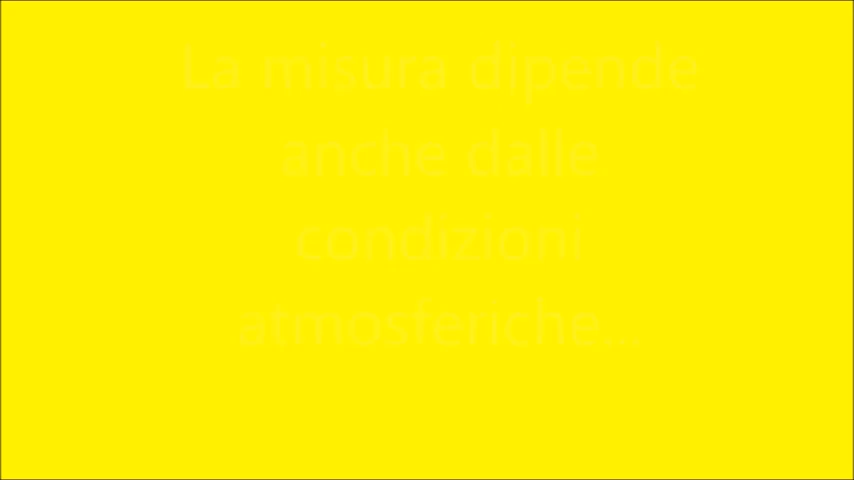 La misura dipende
anche dalle
condizioni
atmosferiche...